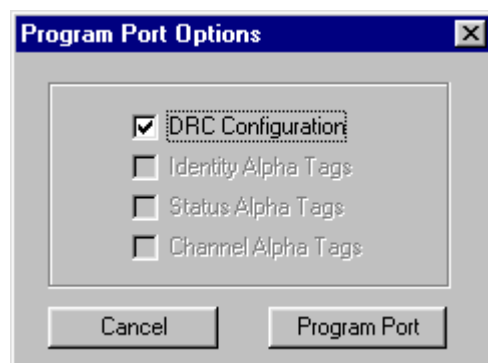 Program Port Options
DRC Configuration
Identity Alpha Tags
Status Alpha Tags
Channel Alpha Tags
Cancel Program Port